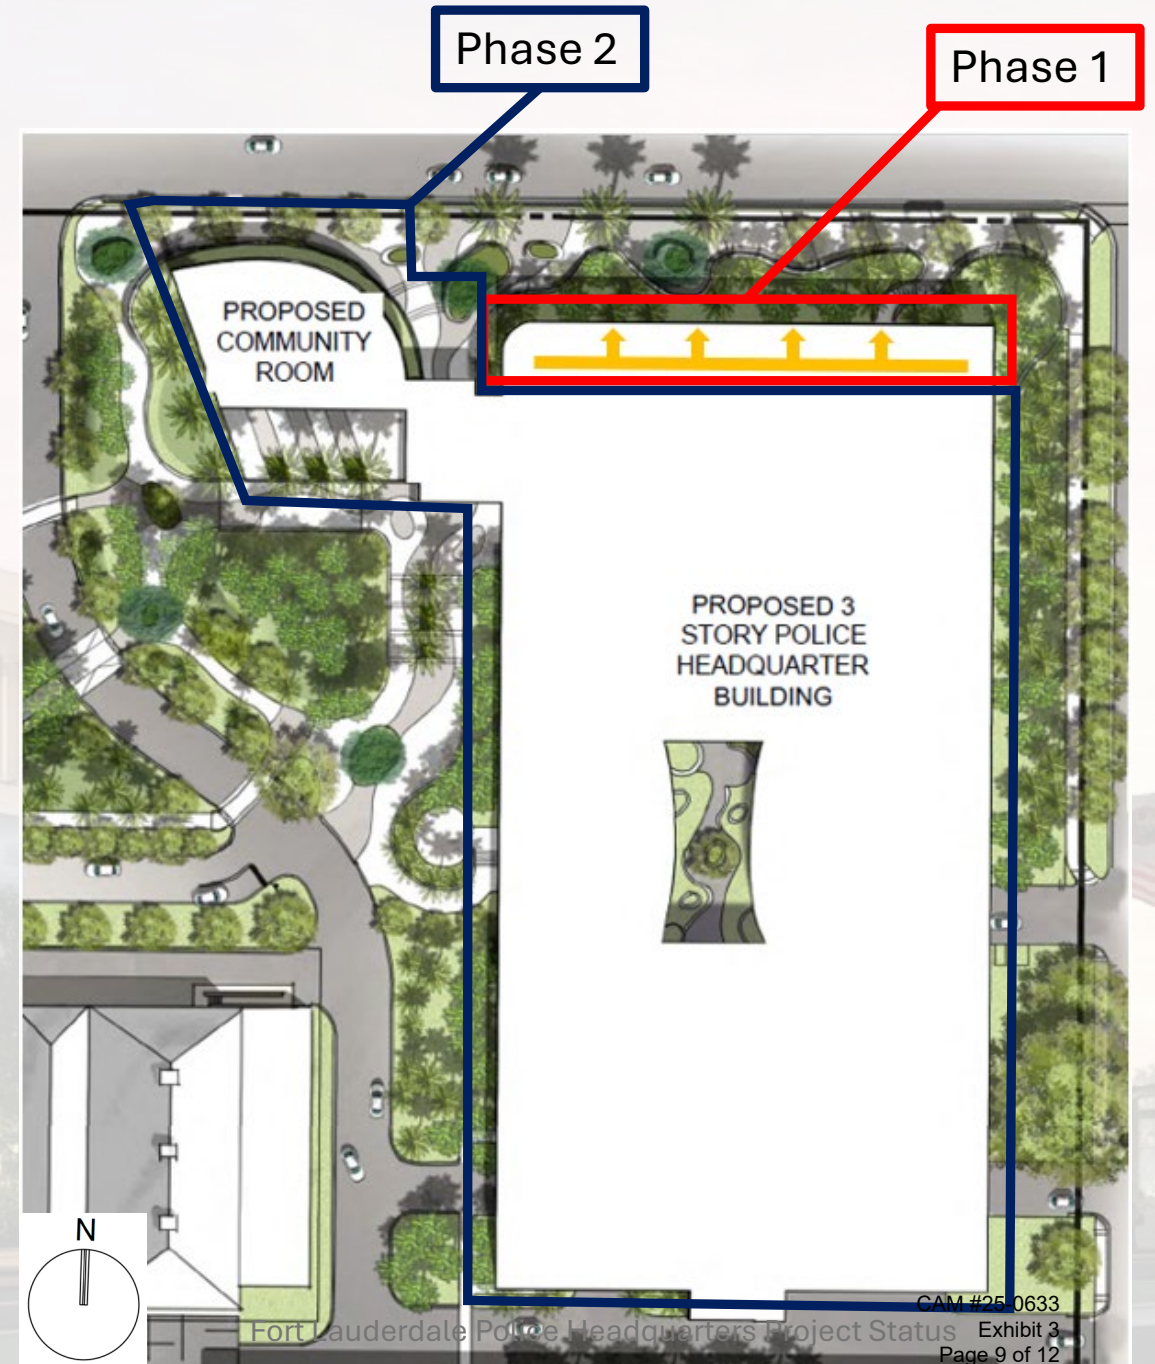 Phase 2
Phase 1
PROPOSED
COMMUNITY
ROOM
PROPOSED 3
STORY POLICE
HEADQUARTER
BUILDING
N
CAM #25-0633
Fort Lauderdale Police Headquarters Project Status
Exhibit 3
Page 9 of 12